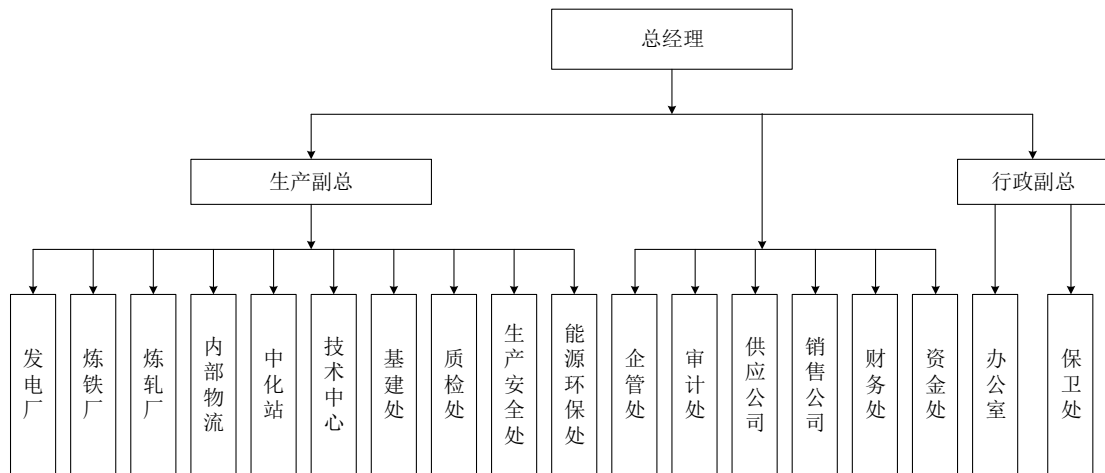 总经理
生产副总
行政副总
发电厂
炼铁厂
炼轧厂
内部物流
中化站
技术中心
基建处
质检处
生产安全处
能源环保处
企管处
审计处
供应公司
销售公司
财务处
资金处
办公室
保卫处